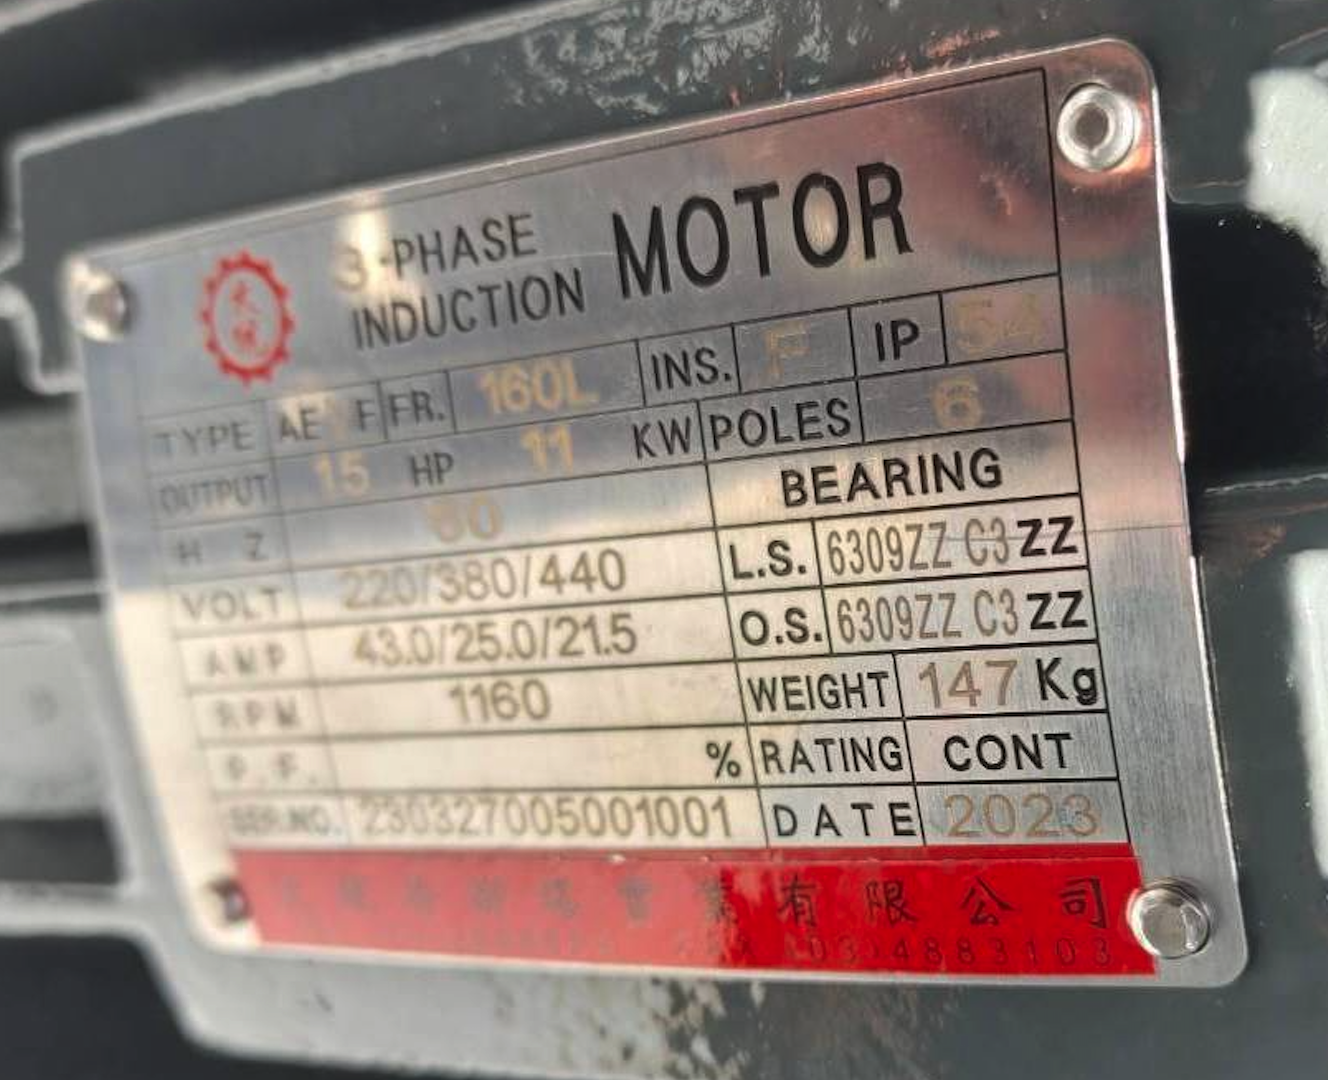 3-PHASE
INDUCTION MOTOR
TYPE AE F FR. 160L INS. F IP 54
OUTPUT 15 HP 11 KW POLES 6
H Z 60 BEARING
VOLT 220/380/440 L.S. 6309ZZ C3 ZZ
AMP 43.0/25.0/21.5 O.S. 6309ZZ C3 ZZ
RPM 1160 WEIGHT 147 Kg
P.F. % RATING CONT
SER.NO. 230327005001001 DATE 2023
業有限公司
4883103